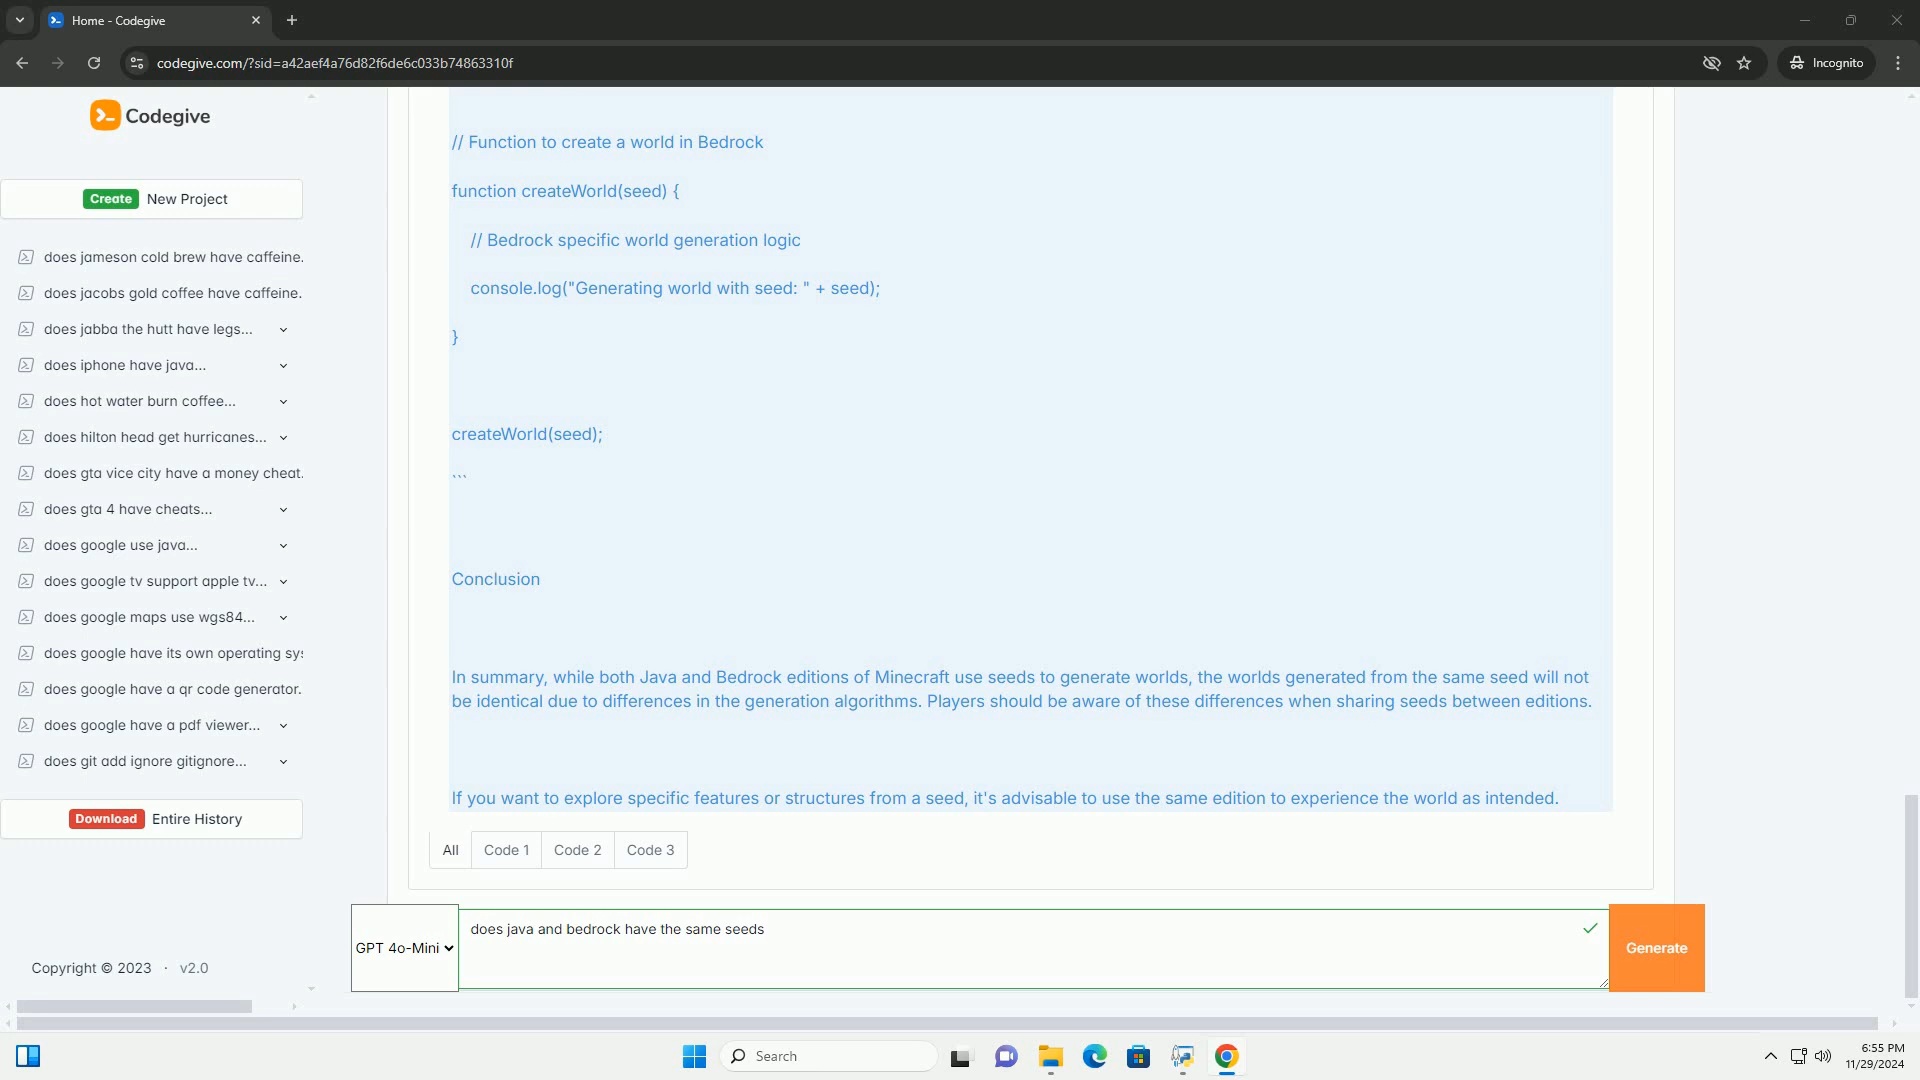 Home - Codegive
codegive.com/?sid=a42aef4a76d82f6de6c033b74863310f
Incognito
Codegive
Create New Project
does jameson cold brew have caffeine.
does jacobs gold coffee have caffeine.
does jabba the hutt have legs...
does iphone have java...
does hot water burn coffee...
does hilton head get hurricanes...
does gta vice city have a money cheat.
does gta 4 have cheats...
does google use java...
does google tv support apple tv...
does google maps use wgs84...
does google have its own operating sy
does google have a qr code generator.
does google have a pdf viewer...
does git add ignore gitignore...
Download Entire History
Copyright © 2023 · v2.0
// Function to create a world in Bedrock
function createWorld(seed) {
// Bedrock specific world generation logic
console.log("Generating world with seed: " + seed);
}
createWorld(seed);
```
Conclusion
In summary, while both Java and Bedrock editions of Minecraft use seeds to generate worlds, the worlds generated from the same seed will not
be identical due to differences in the generation algorithms. Players should be aware of these differences when sharing seeds between editions.
If you want to explore specific features or structures from a seed, it's advisable to use the same edition to experience the world as intended.
All Code 1 Code 2 Code 3
GPT 4o-Mini
does java and bedrock have the same seeds
Generate
Search
6:55 PM
11/29/2024